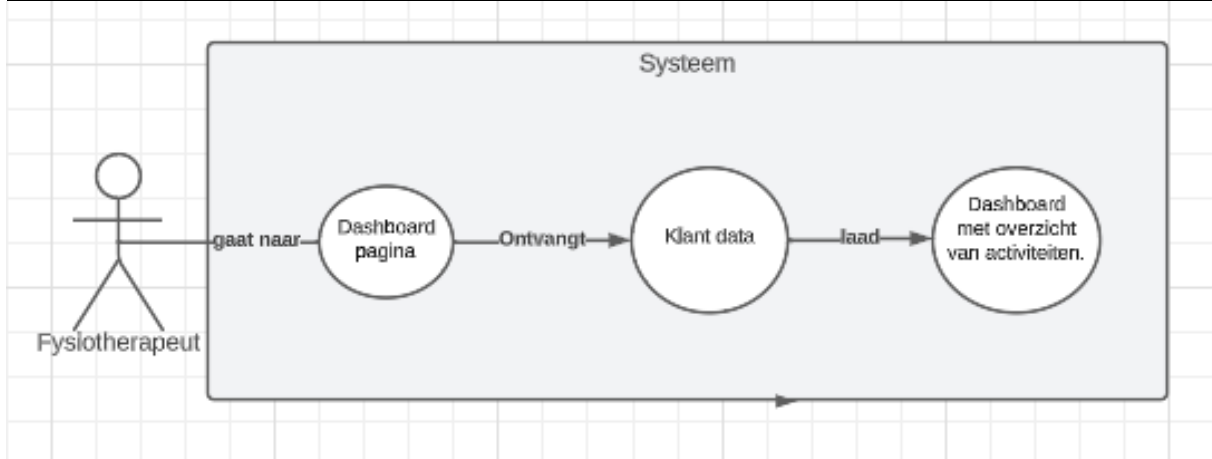 Systeem
gaat naar
Dashboard
pagina
Ontvangt
Klant data
laad
Dashboard
met overzicht
van activiteiten.
Fysiotherapeut